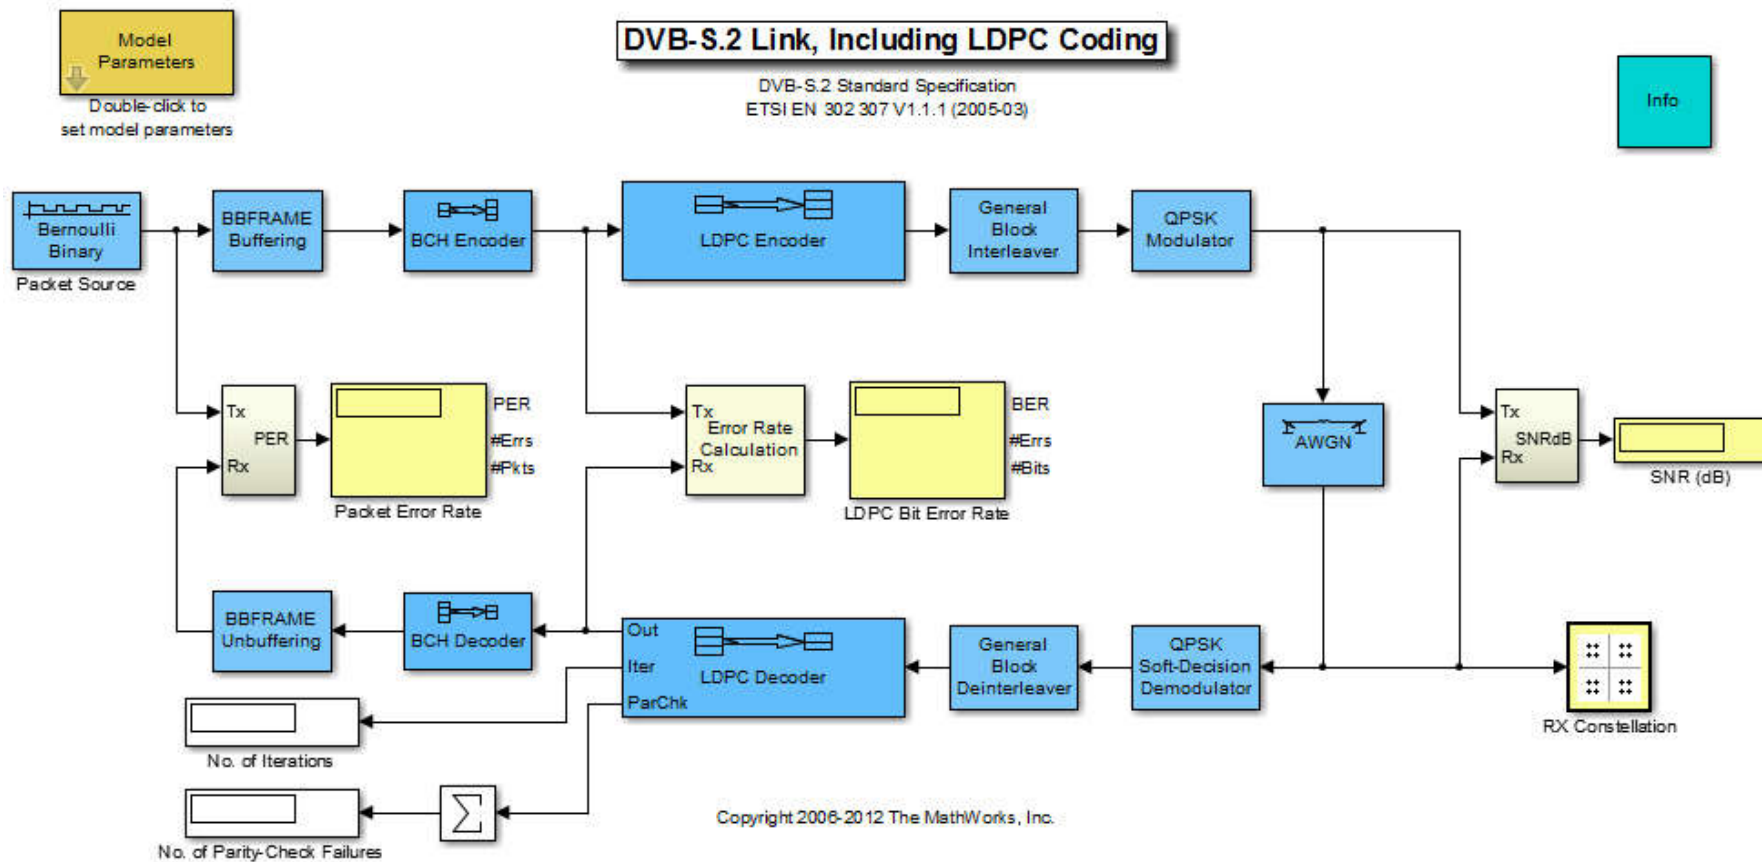 Model
Parameters
Double-click to
set model parameters
DVB-S.2 Link, Including LDPC Coding
DVB-S.2 Standard Specification
ETSI EN 302 307 V1.1.1 (2005-03)
Info
Bernoulli
Binary
Packet Source
BBFRAME
Buffering
BCH Encoder
LDPC Encoder
General
Block
Interleaver
QPSK
Modulator
Tx
PER
Rx
PER
#Errs
#Pkts
Packet Error Rate
Tx
Error Rate
Calculation
Rx
BER
#Errs
#Bits
LDPC Bit Error Rate
AWGN
Tx
SNRdB
Rx
SNR (dB)
BBFRAME
Unbuffering
BCH Decoder
Out
Iter
ParChk
LDPC Decoder
General
Block
Deinterleaver
QPSK
Soft-Decision
Demodulator
RX Constellation
No. of Iterations
Σ
No. of Parity-Check Failures
Copyright 2006-2012 The MathWorks, Inc.